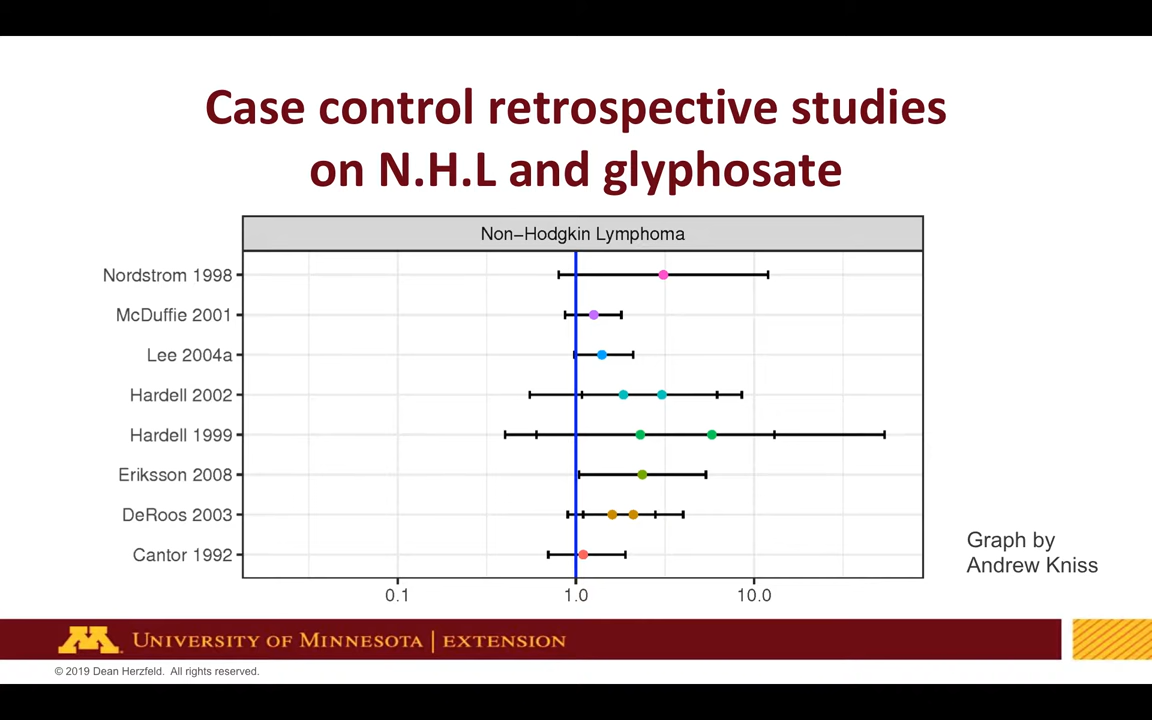 Case control retrospective studies
on N.H.L and glyphosate
Non−Hodgkin Lymphoma
Nordstrom 1998
McDuffie 2001
Lee 2004a
Hardell 2002
Hardell 1999
Eriksson 2008
DeRoos 2003
Cantor 1992
0.1 1.0 10.0
Graph by
Andrew Kniss
M UNIVERSITY OF MINNESOTA | EXTENSION
© 2019 Dean Herzfeld. All rights reserved.